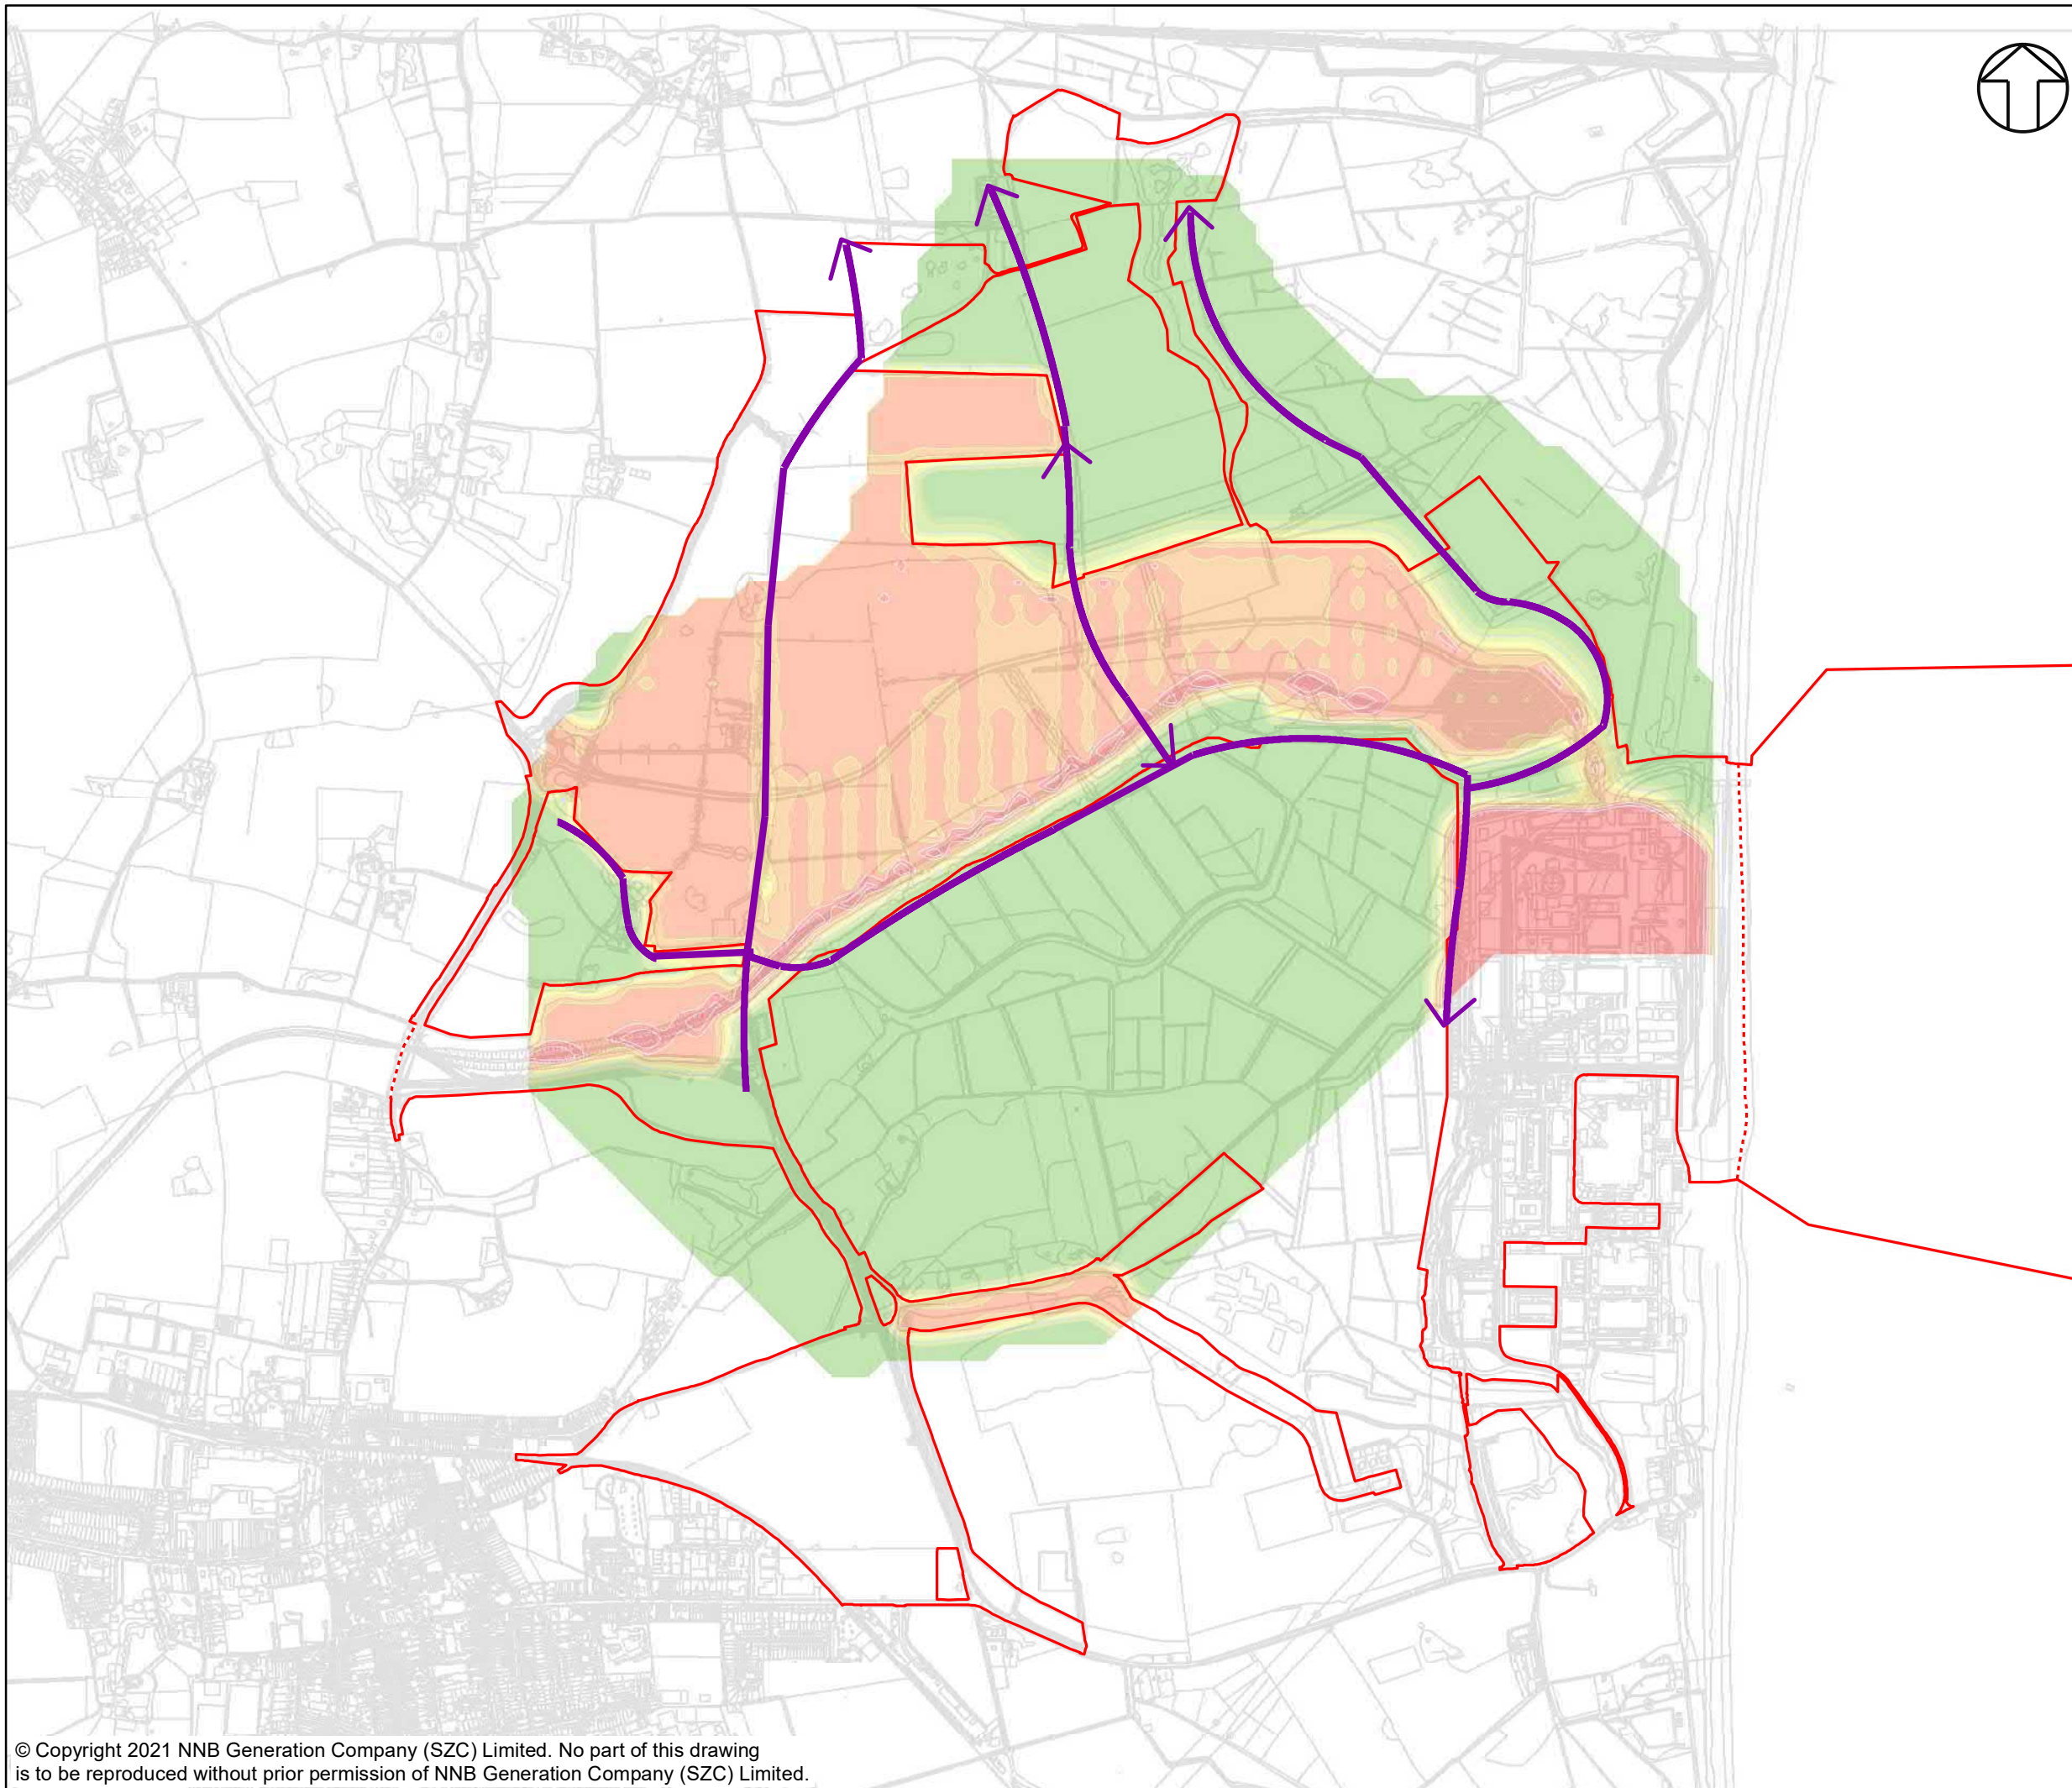 © Copyright 2021 NNB Generation Company (SZC) Limited. No part of this drawing
is to be reproduced without prior permission of NNB Generation Company (SZC) Limited.